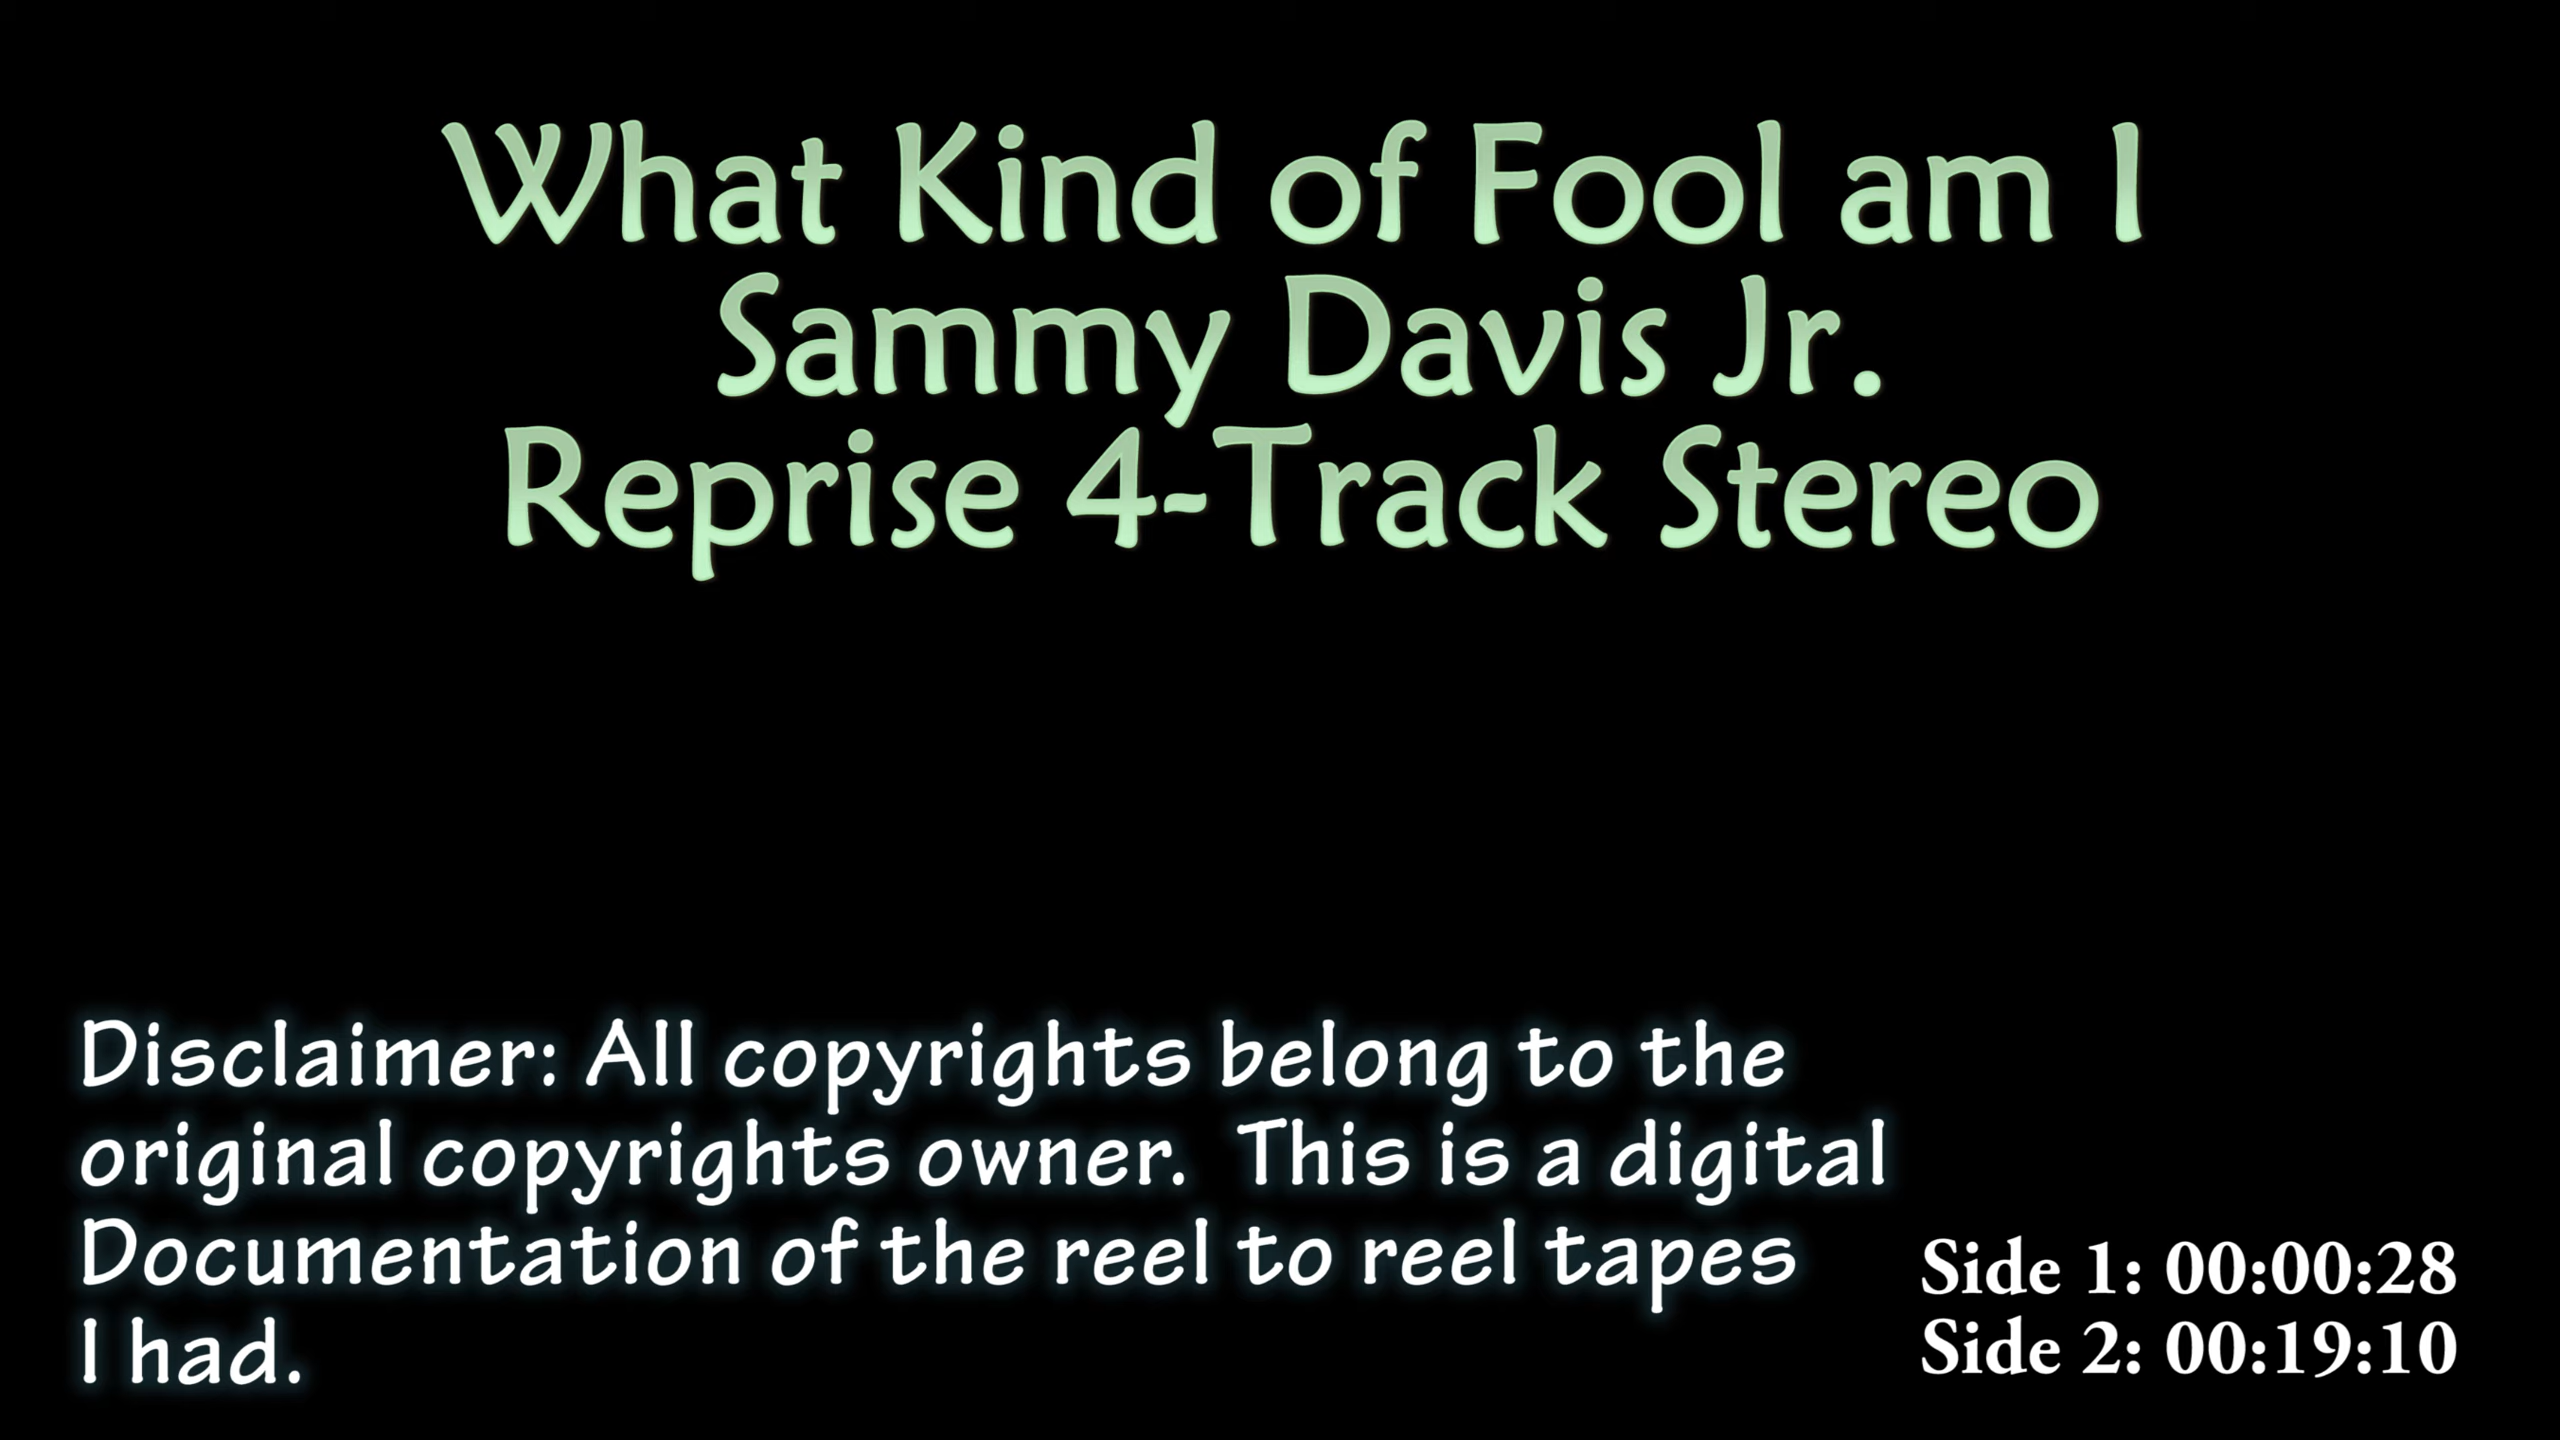 What Kind of Fool am I
Sammy Davis Jr.
Reprise 4-Track Stereo
Disclaimer: All copyrights belong to the
original copyrights owner.  This is a digital
Documentation of the reel to reel tapes
I had.
Side 1: 00:00:28
Side 2: 00:19:10